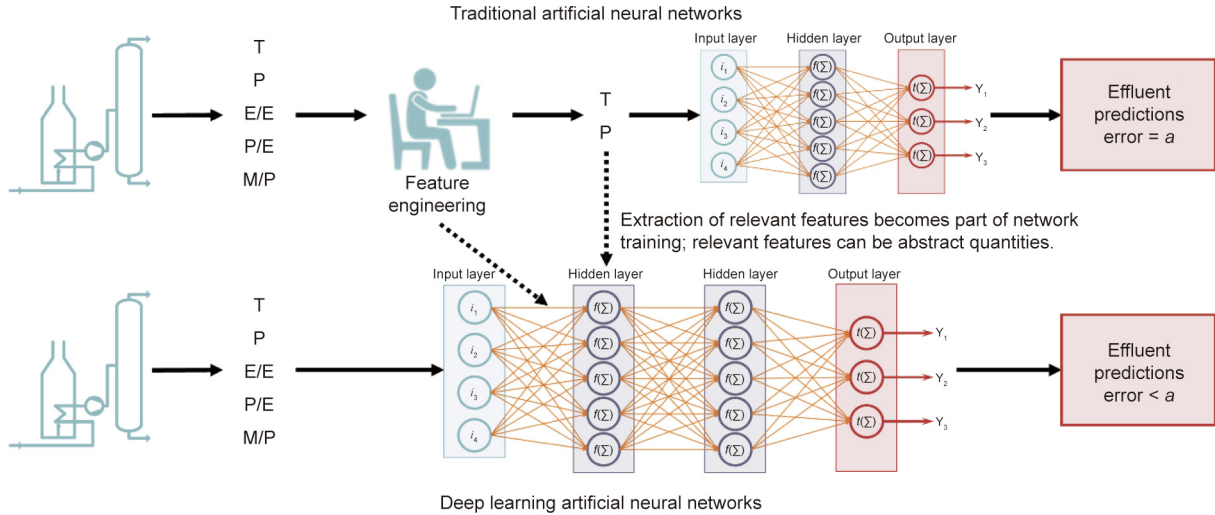 Traditional artificial neural networks
T
P
E/E
P/E
M/P
Feature
engineering
T
P
Input layer
Hidden layer
Output layer
i₁
i₂
i₃
i₄
f(∑)
f(∑)
f(∑)
f(∑)
f(∑)
t(∑)
t(∑)
t(∑)
Y₁
Y₂
Y₃
Effluent
predictions
error = a
Extraction of relevant features becomes part of network
training; relevant features can be abstract quantities.
T
P
E/E
P/E
M/P
Input layer
Hidden layer
Hidden layer
Output layer
i₁
i₂
i₃
i₄
f(∑)
f(∑)
f(∑)
f(∑)
f(∑)
f(∑)
f(∑)
f(∑)
f(∑)
f(∑)
t(∑)
t(∑)
t(∑)
Y₁
Y₂
Y₃
Effluent
predictions
error < a
Deep learning artificial neural networks